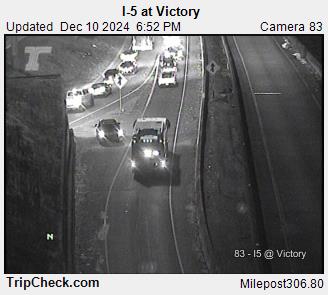 I-5 at Victory
Updated Dec 10 2024 6:52 PM Camera 83
T
N
83 - I5 @ Victory
TripCheck.com Milepost306.80